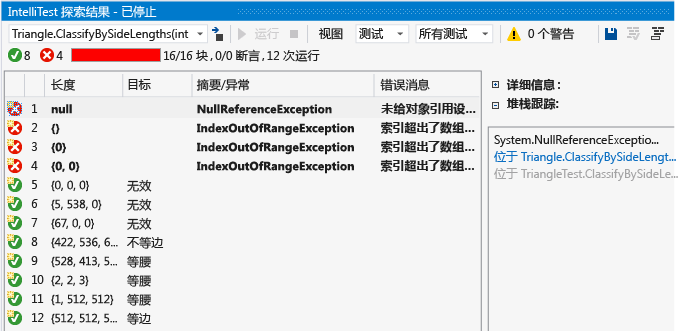 IntelliTest 探索结果 - 已停止
Triangle.ClassifyBySideLengths(int 运行 视图 测试 所有测试 0 个警告
8 4 16/16 块, 0/0 断言, 12 次运行
长度 目标 摘要/异常 错误消息
1 null NullReferenceException 未给对象引用设...
2 {} IndexOutOfRangeException 索引超出了数组...
3 {0} IndexOutOfRangeException 索引超出了数组...
4 {0, 0} IndexOutOfRangeException 索引超出了数组...
5 {0, 0, 0} 无效
6 {5, 538, 0} 无效
7 {67, 0, 0} 无效
8 {422, 536, 6... 不等边
9 {528, 413, 5... 等腰
10 {2, 2, 3} 等腰
11 {1, 512, 512} 等腰
12 {512, 512, 5... 等边
详细信息:
堆栈跟踪:
System.NullReferenceExceptio...
位于 Triangle.ClassifyBySideLengt...
位于 TriangleTest.ClassifyBySideLe...